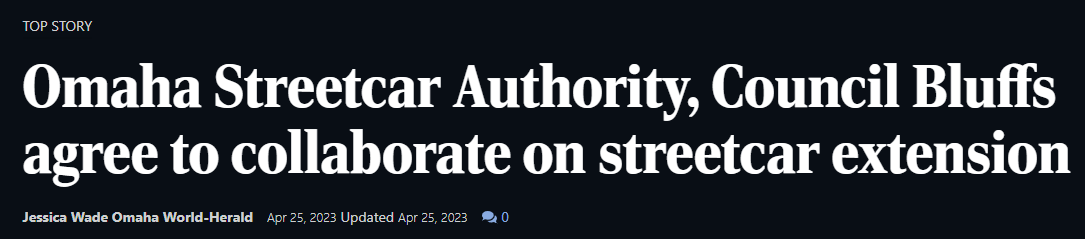 TOP STORY
Omaha Streetcar Authority, Council Bluffs
agree to collaborate on streetcar extension
Jessica Wade Omaha World-Herald Apr 25, 2023 Updated Apr 25, 2023 0